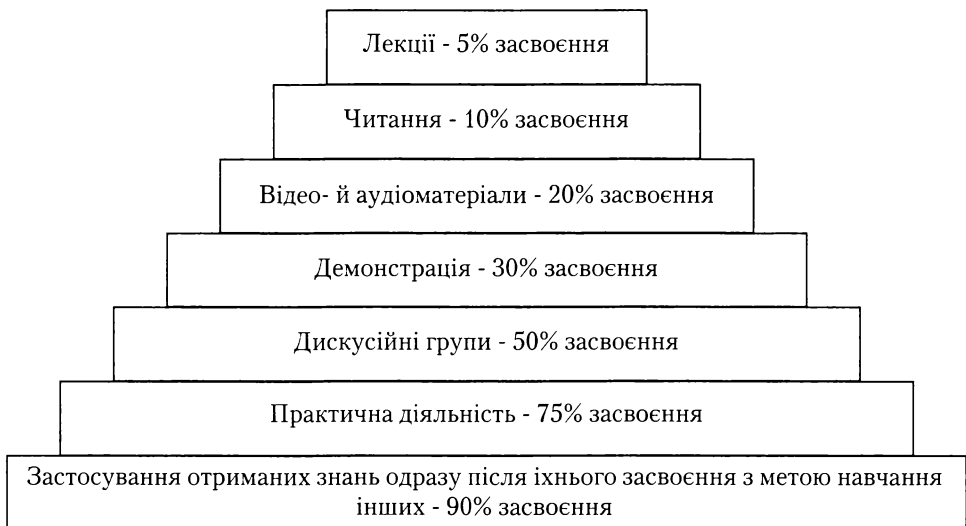 Лекції - 5% засвоєння
Читання - 10% засвоєння
Відео- й аудіоматеріали - 20% засвоєння
Демонстрація - 30% засвоєння
Дискусійні групи - 50% засвоєння
Практична діяльність - 75% засвоєння
Застосування отриманих знань одразу після їхнього засвоєння з метою навчання
інших - 90% засвоєння